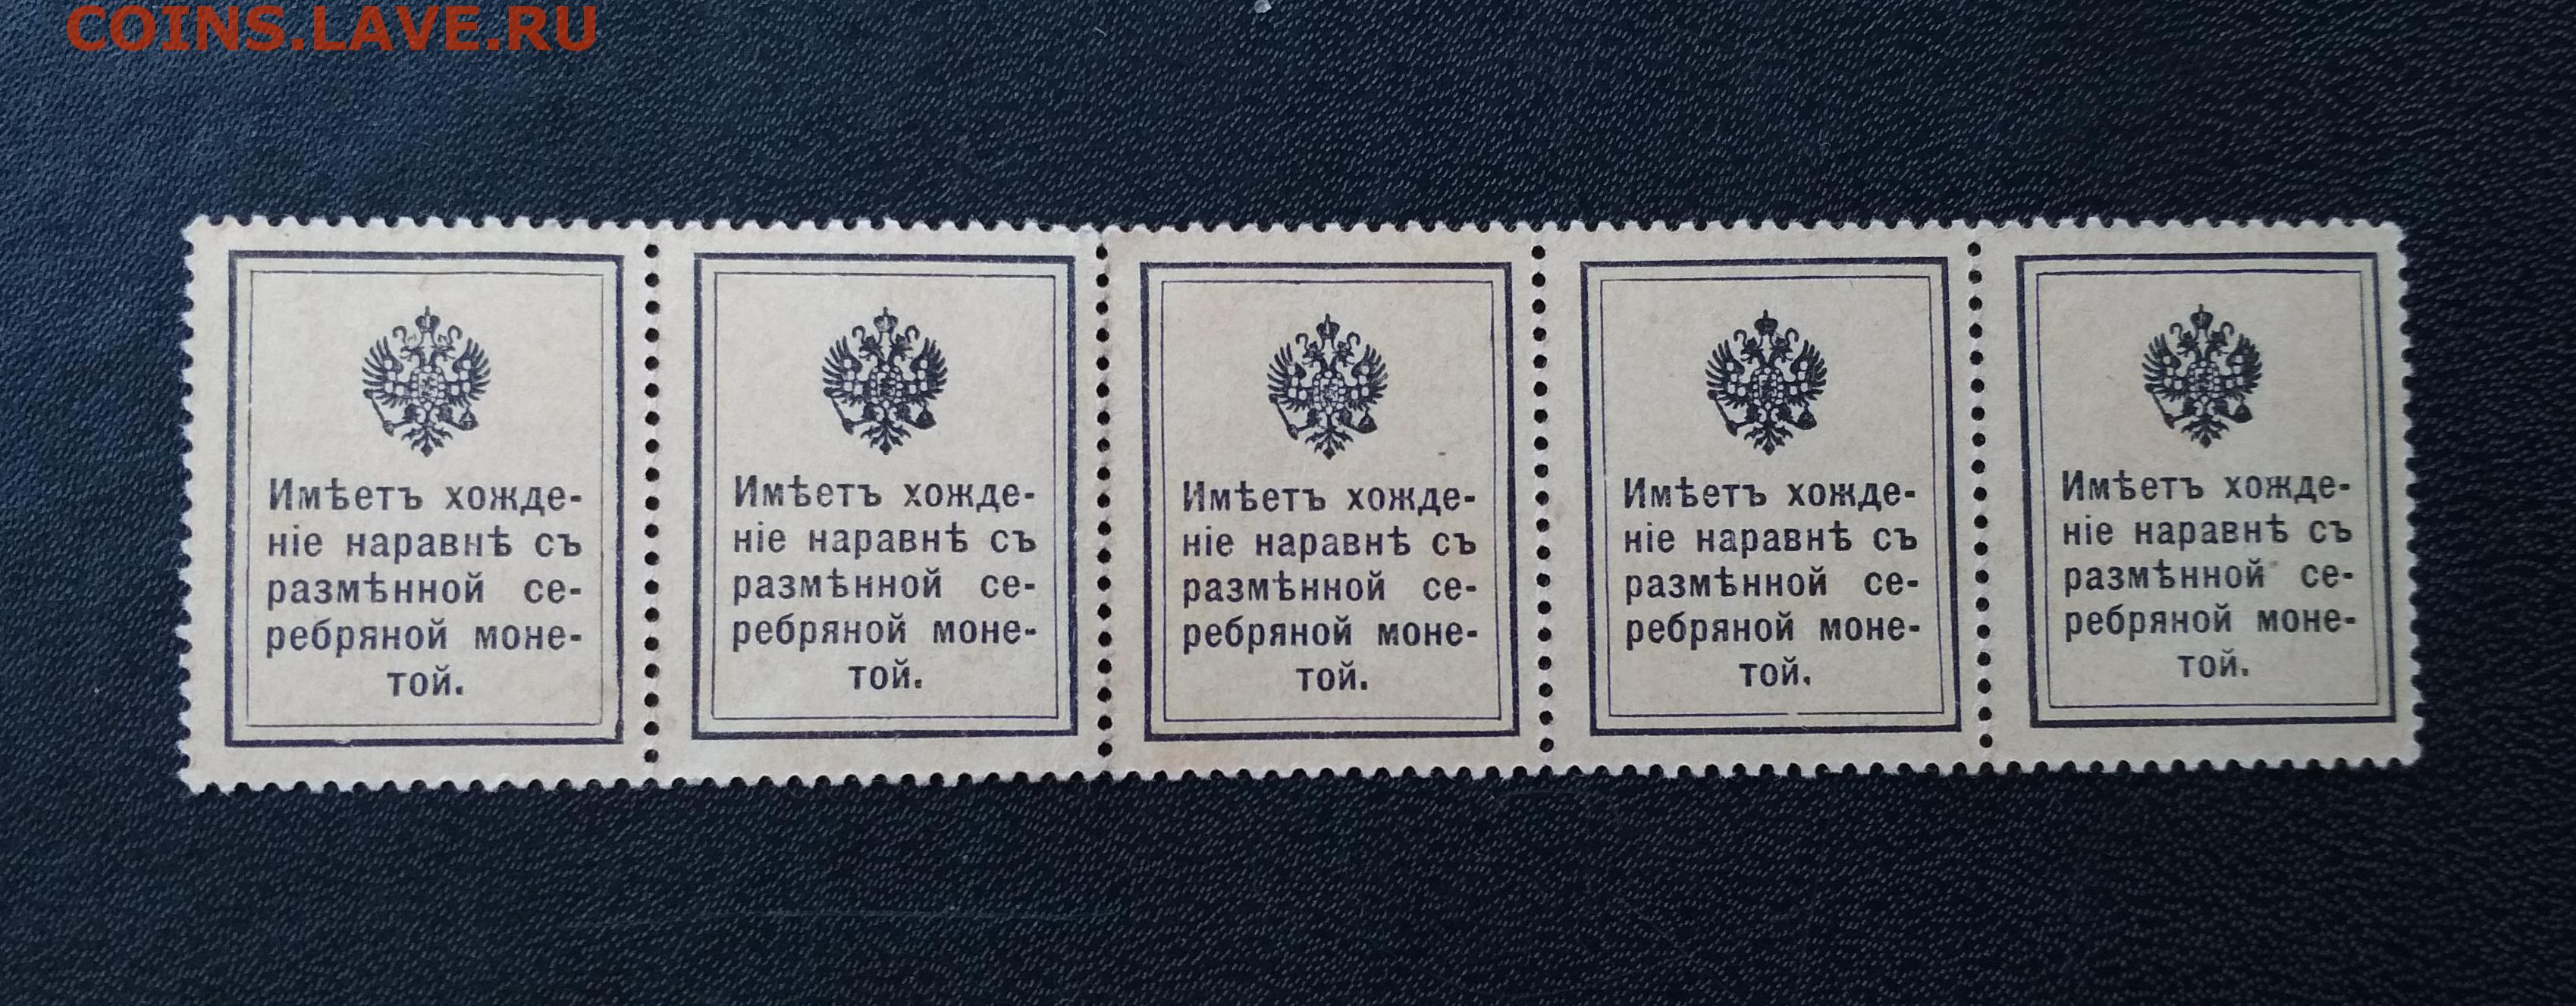 COINS.LAVE.RU
Имѣетъ хожде-
ніе наравнѣ съ
размѣнной се-
ребряной моне-
той.
Имѣетъ хожде-
ніе наравнѣ съ
размѣнной се-
ребряной моне-
той.
Имѣетъ хожде-
ніе наравнѣ съ
размѣнной се-
ребряной моне-
той.
Имѣетъ хожде-
ніе наравнѣ съ
размѣнной се-
ребряной моне-
той.
Имѣетъ хожде-
ніе наравнѣ съ
размѣнной се-
ребряной моне-
той.